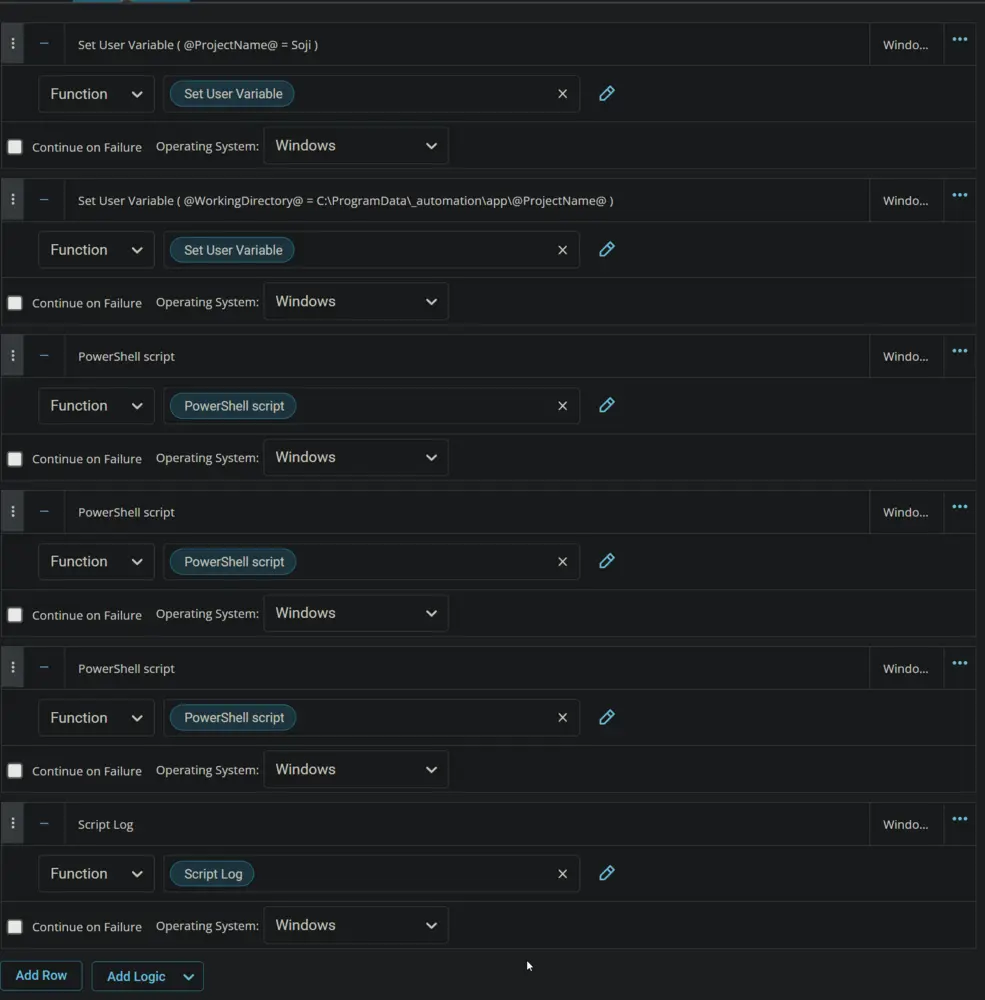 Set User Variable ( @ProjectName@ = Soji ) Windo...
Function Set User Variable
Continue on Failure Operating System: Windows
Set User Variable ( @WorkingDirectory@ = C:\ProgramData\_automation\app\@ProjectName@ ) Windo...
Function Set User Variable
Continue on Failure Operating System: Windows
PowerShell script Windo...
Function PowerShell script
Continue on Failure Operating System: Windows
PowerShell script Windo...
Function PowerShell script
Continue on Failure Operating System: Windows
PowerShell script Windo...
Function PowerShell script
Continue on Failure Operating System: Windows
Script Log Windo...
Function Script Log
Continue on Failure Operating System: Windows
Add Row Add Logic